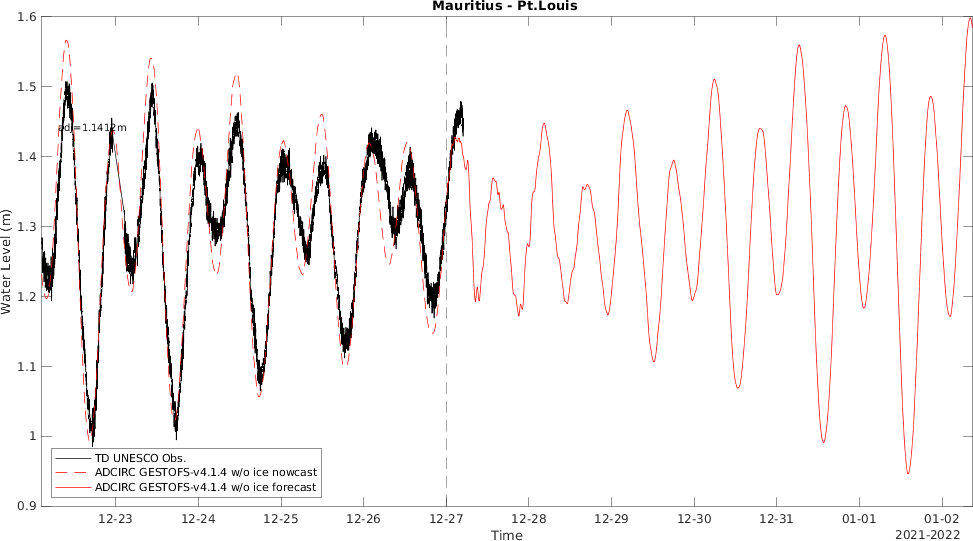 Mauritius - Pt.Louis
1.6
1.5
1.4
1.3
1.2
1.1
1
0.9
Water Level (m)
adj=1.1412m
TD UNESCO Obs.
ADCIRC GESTOFS-v4.1.4 w/o ice nowcast
ADCIRC GESTOFS-v4.1.4 w/o ice forecast
12-23 12-24 12-25 12-26 12-27 12-28 12-29 12-30 12-31 01-01 01-02
Time
2021-2022